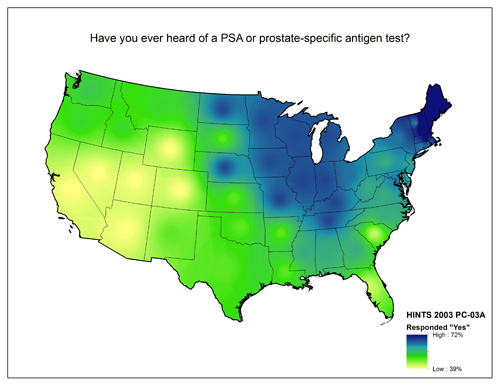 Have you ever heard of a PSA or prostate-specific antigen test?
HINTS 2003 PC-03A
Responded "Yes"
High : 72%
Low : 39%